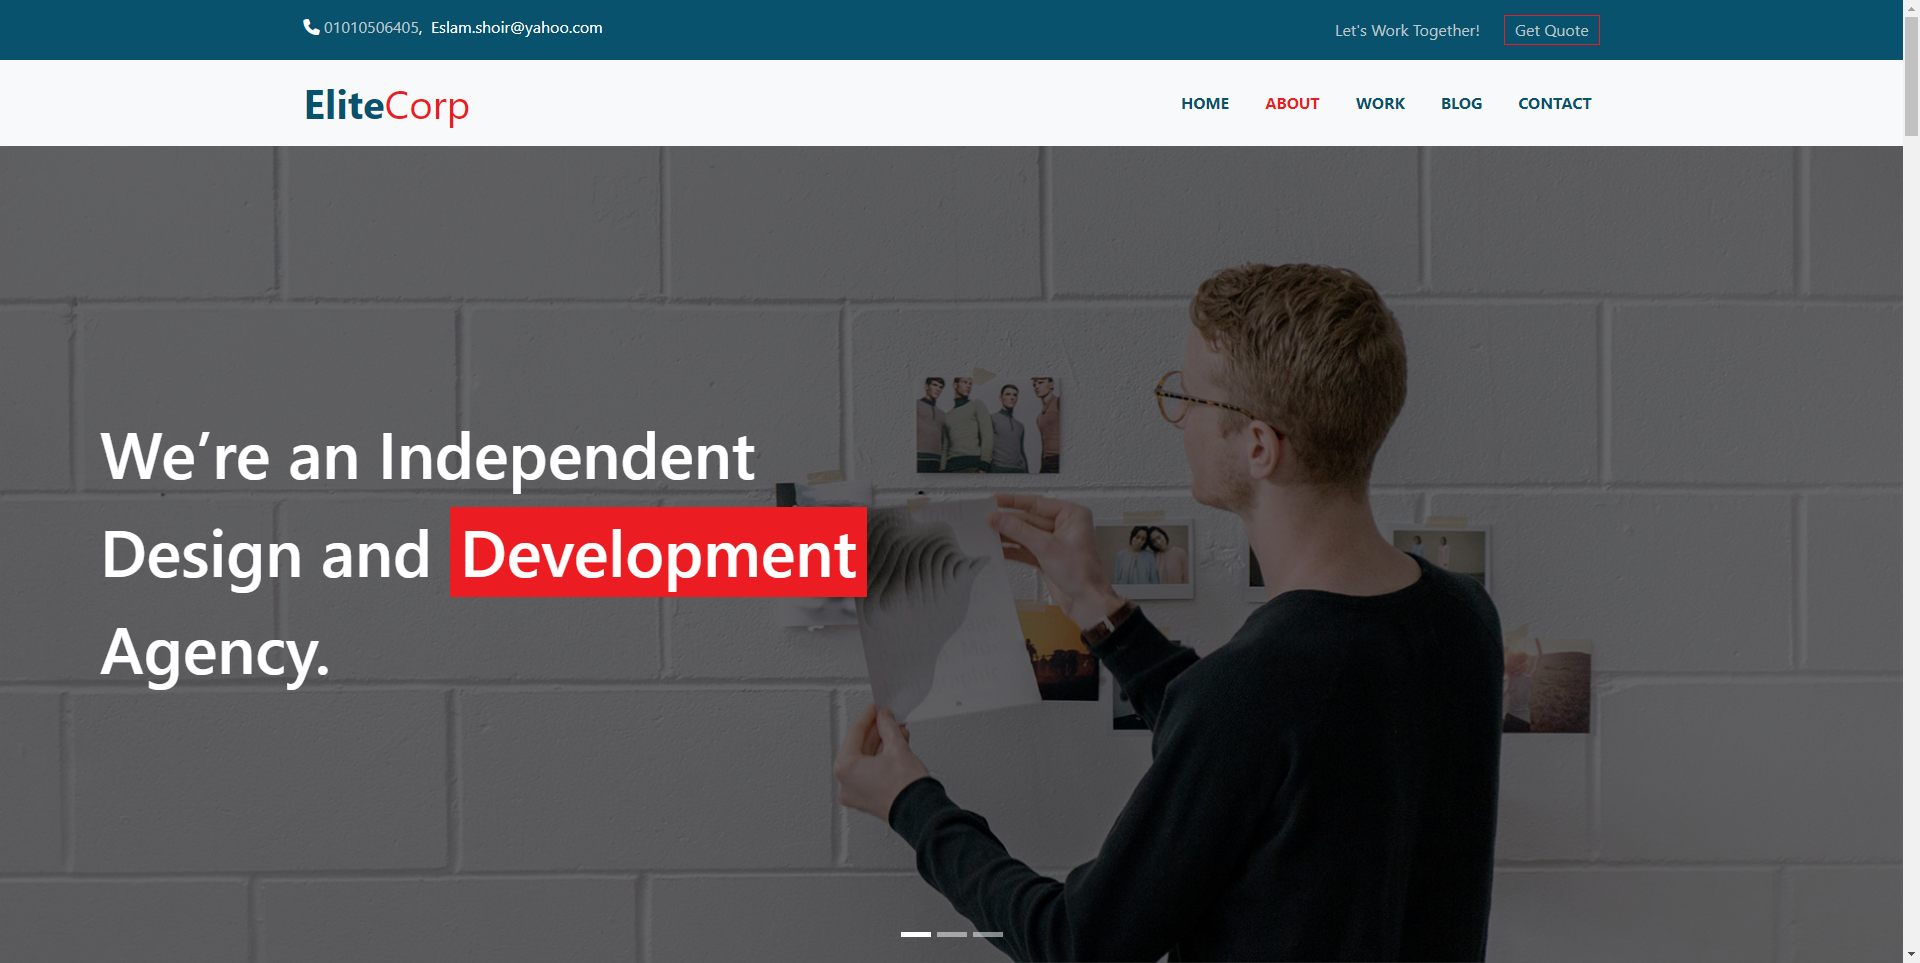 01010506405, Eslam.shoir@yahoo.com
Let's Work Together! Get Quote
EliteCorp
HOME ABOUT WORK BLOG CONTACT
We’re an Independent
Design and Development
Agency.